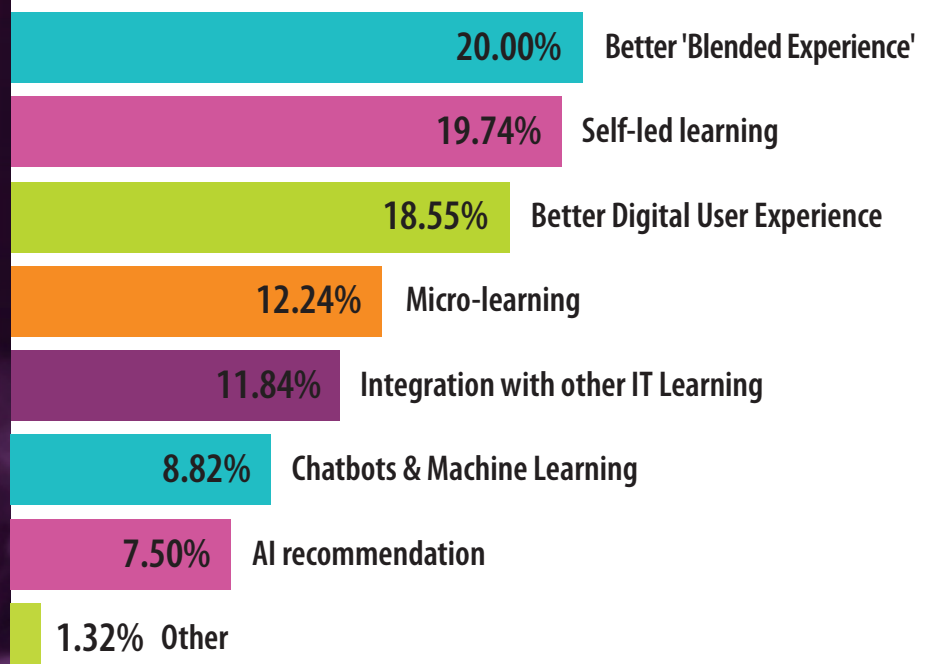 20.00% Better 'Blended Experience'
19.74% Self-led learning
18.55% Better Digital User Experience
12.24% Micro-learning
11.84% Integration with other IT Learning
8.82% Chatbots & Machine Learning
7.50% AI recommendation
1.32% Other